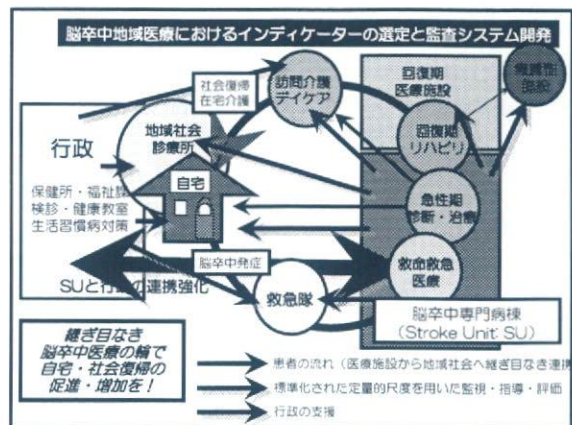 脳卒中地域医療におけるインディケーターの選定と監査システム開発
社会復帰
在宅介護
訪問介護
デイケア
回復期
医療施設
施設
行政
地域社会
診療所
回復期
リハビリ
保健所・福祉課
検診・健康教室
生活習慣病対策
自宅
急性期
診断・治療
脳卒中発症
救命救急
医療
SUと行政の連携強化
救急隊
脳卒中専門病棟
(Stroke Unit: SU)
継ぎ目なき
脳卒中医療の輪で
自宅・社会復帰の
促進・増加を!
患者の流れ(医療施設から地域社会へ継ぎ目なき連携
標準化された定量的尺度を用いた監視・指導・評価
行政の支援